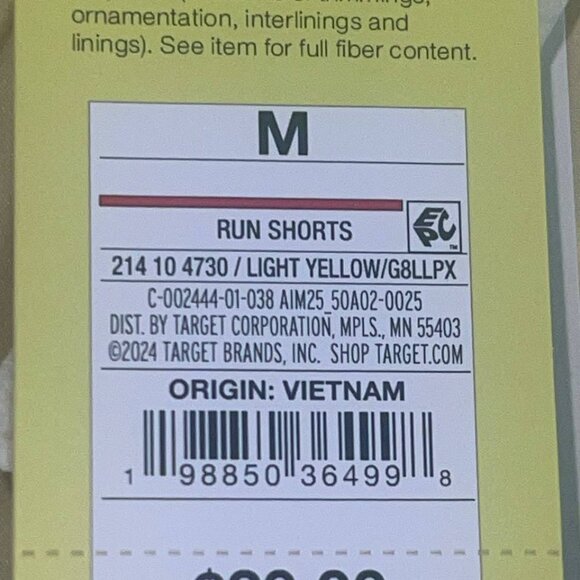 ornamentation, interlinings and
linings). See item for full fiber content.
M
RUN SHORTS
EPC
TM
214 10 4730 / LIGHT YELLOW/G8LLPX
C-002444-01-038 AIM25_50A02-0025
DIST. BY TARGET CORPORATION, MPLS., MN 55403
©2024 TARGET BRANDS, INC. SHOP TARGET.COM
ORIGIN: VIETNAM
1 98850 36499 8